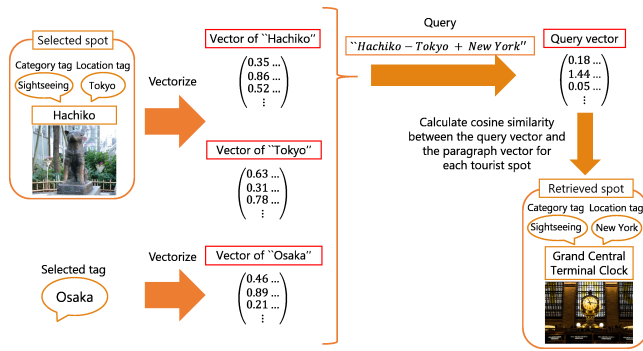 Selected spot
Category tag Location tag
Sightseeing Tokyo
Hachiko
Vectorize
Vector of ``Hachiko''
0.35 ...
0.86 ...
0.52 ...
⋮
Vector of ``Tokyo''
0.63 ...
0.31 ...
0.78 ...
⋮
Selected tag
Osaka
Vectorize
Vector of ``Osaka''
0.46 ...
0.89 ...
0.21 ...
⋮
Query
``Hachiko − Tokyo + New York''
Query vector
0.18 ...
1.44 ...
0.05 ...
⋮
Calculate cosine similarity
between the query vector and
the paragraph vector for
each tourist spot
Retrieved spot
Category tag Location tag
Sightseeing New York
Grand Central
Terminal Clock